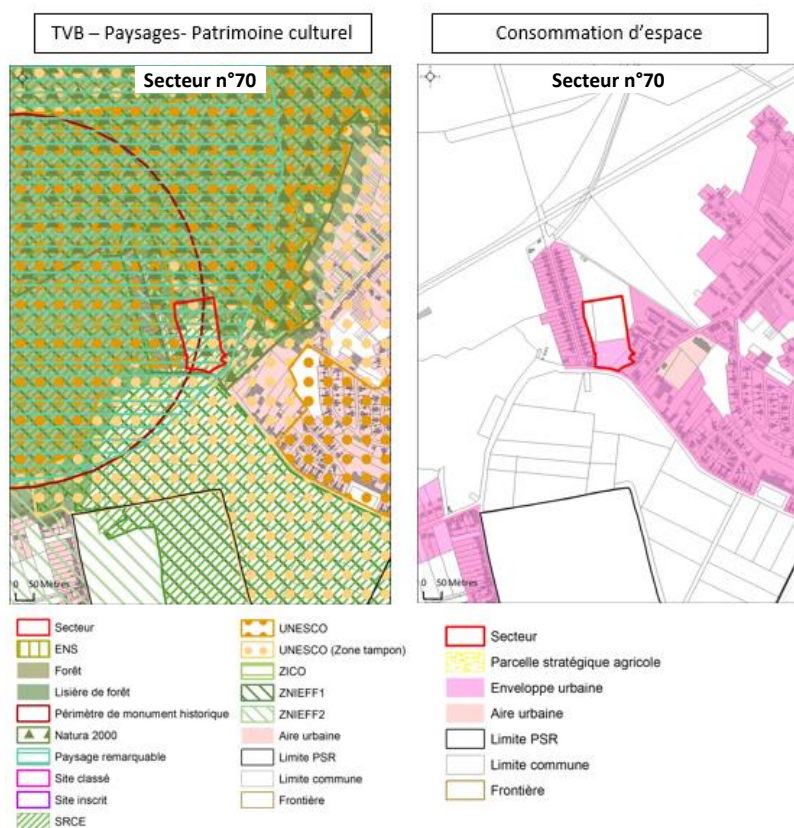 TVB – Paysages- Patrimoine culturel
Consommation d'espace
Secteur n°70
Secteur n°70
0 50 Mètres
0 50 Mètres
Secteur
ENS
Forêt
Lisière de forêt
Périmètre de monument historique
Natura 2000
Paysage remarquable
Site classé
Site inscrit
SRCE
UNESCO
UNESCO (Zone tampon)
ZICO
ZNIEFF1
ZNIEFF2
Aire urbaine
Limite PSR
Limite commune
Frontière
Secteur
Parcelle stratégique agricole
Enveloppe urbaine
Aire urbaine
Limite PSR
Limite commune
Frontière